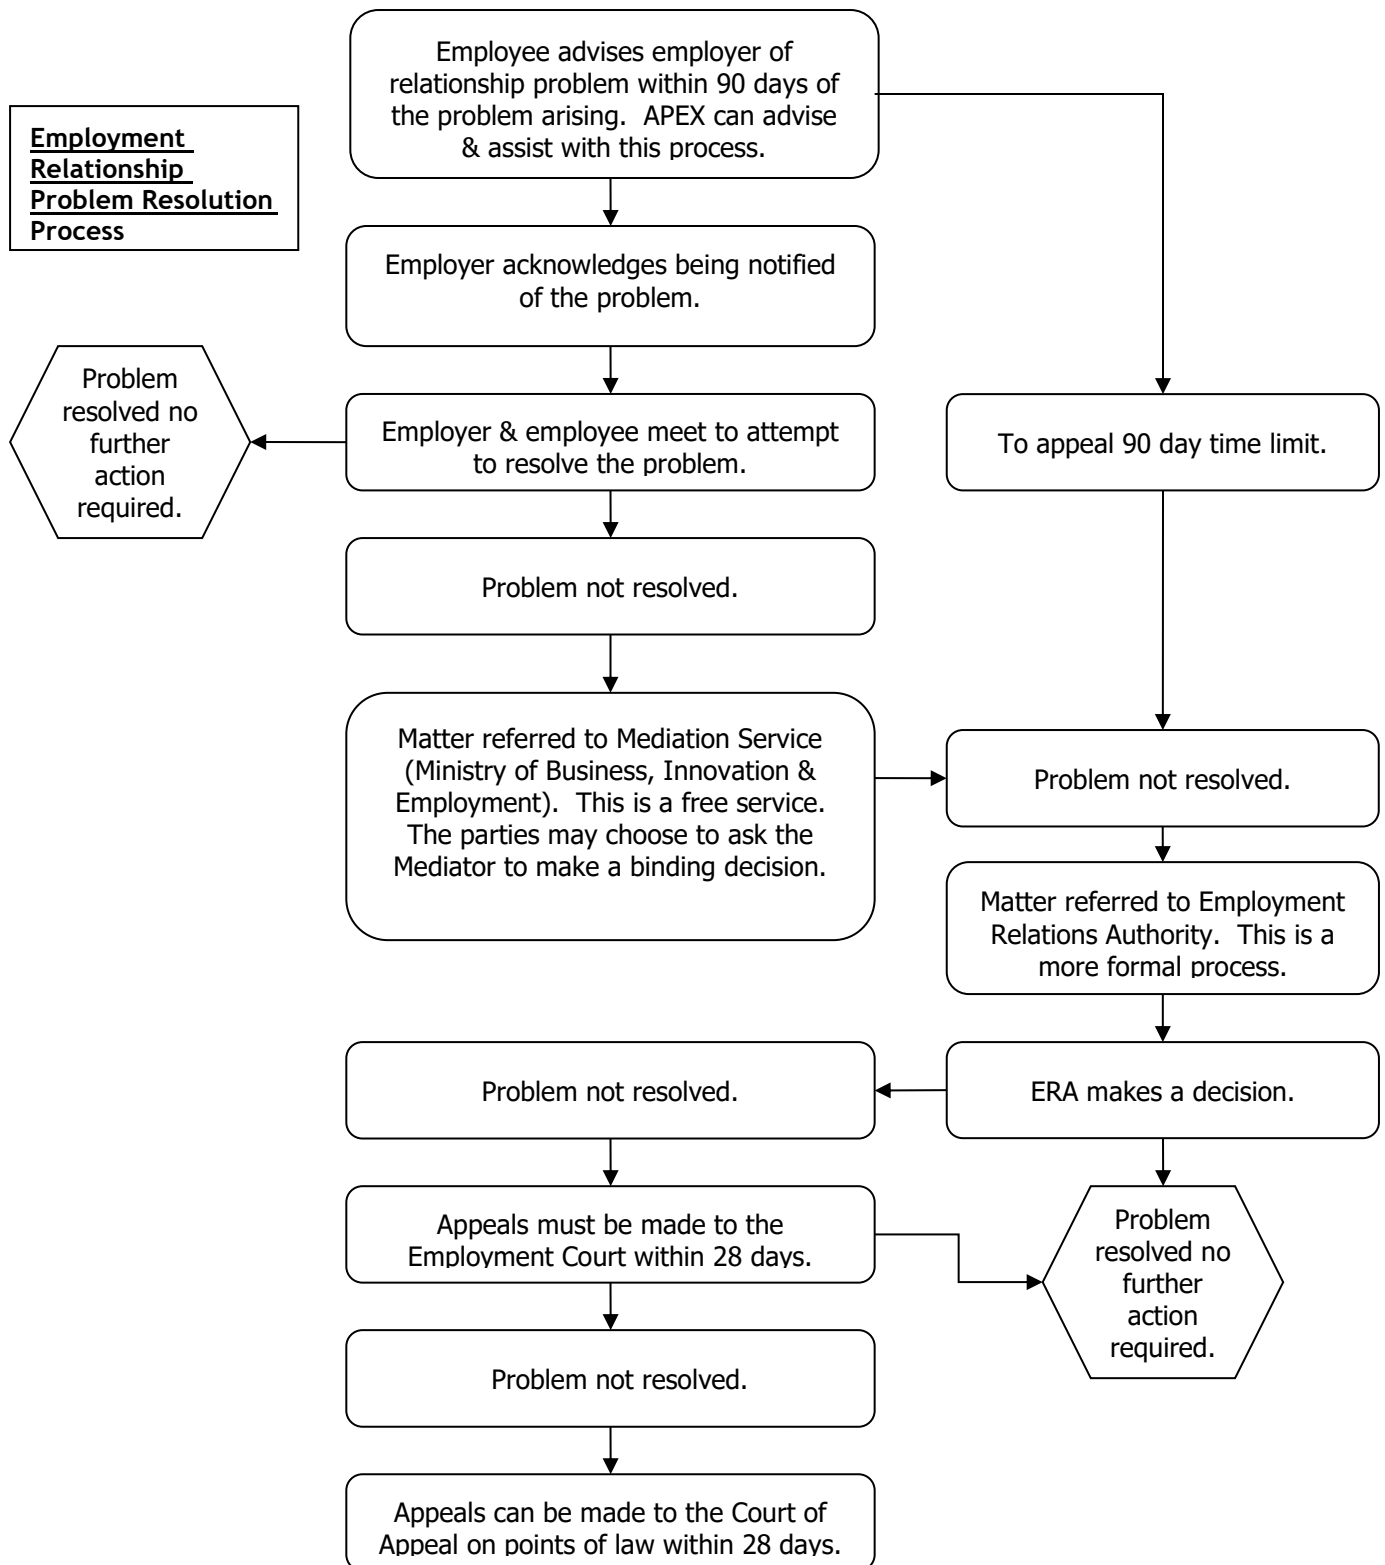 Employee advises employer of
relationship problem within 90 days of
the problem arising.  APEX can advise
& assist with this process.
Employment
Relationship
Problem Resolution
Process
Employer acknowledges being notified
of the problem.
Problem
resolved no
further
action
required.
Employer & employee meet to attempt
to resolve the problem.
To appeal 90 day time limit.
Problem not resolved.
Matter referred to Mediation Service
(Ministry of Business, Innovation &
Employment).  This is a free service.
The parties may choose to ask the
Mediator to make a binding decision.
Problem not resolved.
Matter referred to Employment
Relations Authority.  This is a
more formal process.
Problem not resolved.
ERA makes a decision.
Appeals must be made to the
Employment Court within 28 days.
Problem
resolved no
further
action
required.
Problem not resolved.
Appeals can be made to the Court of
Appeal on points of law within 28 days.